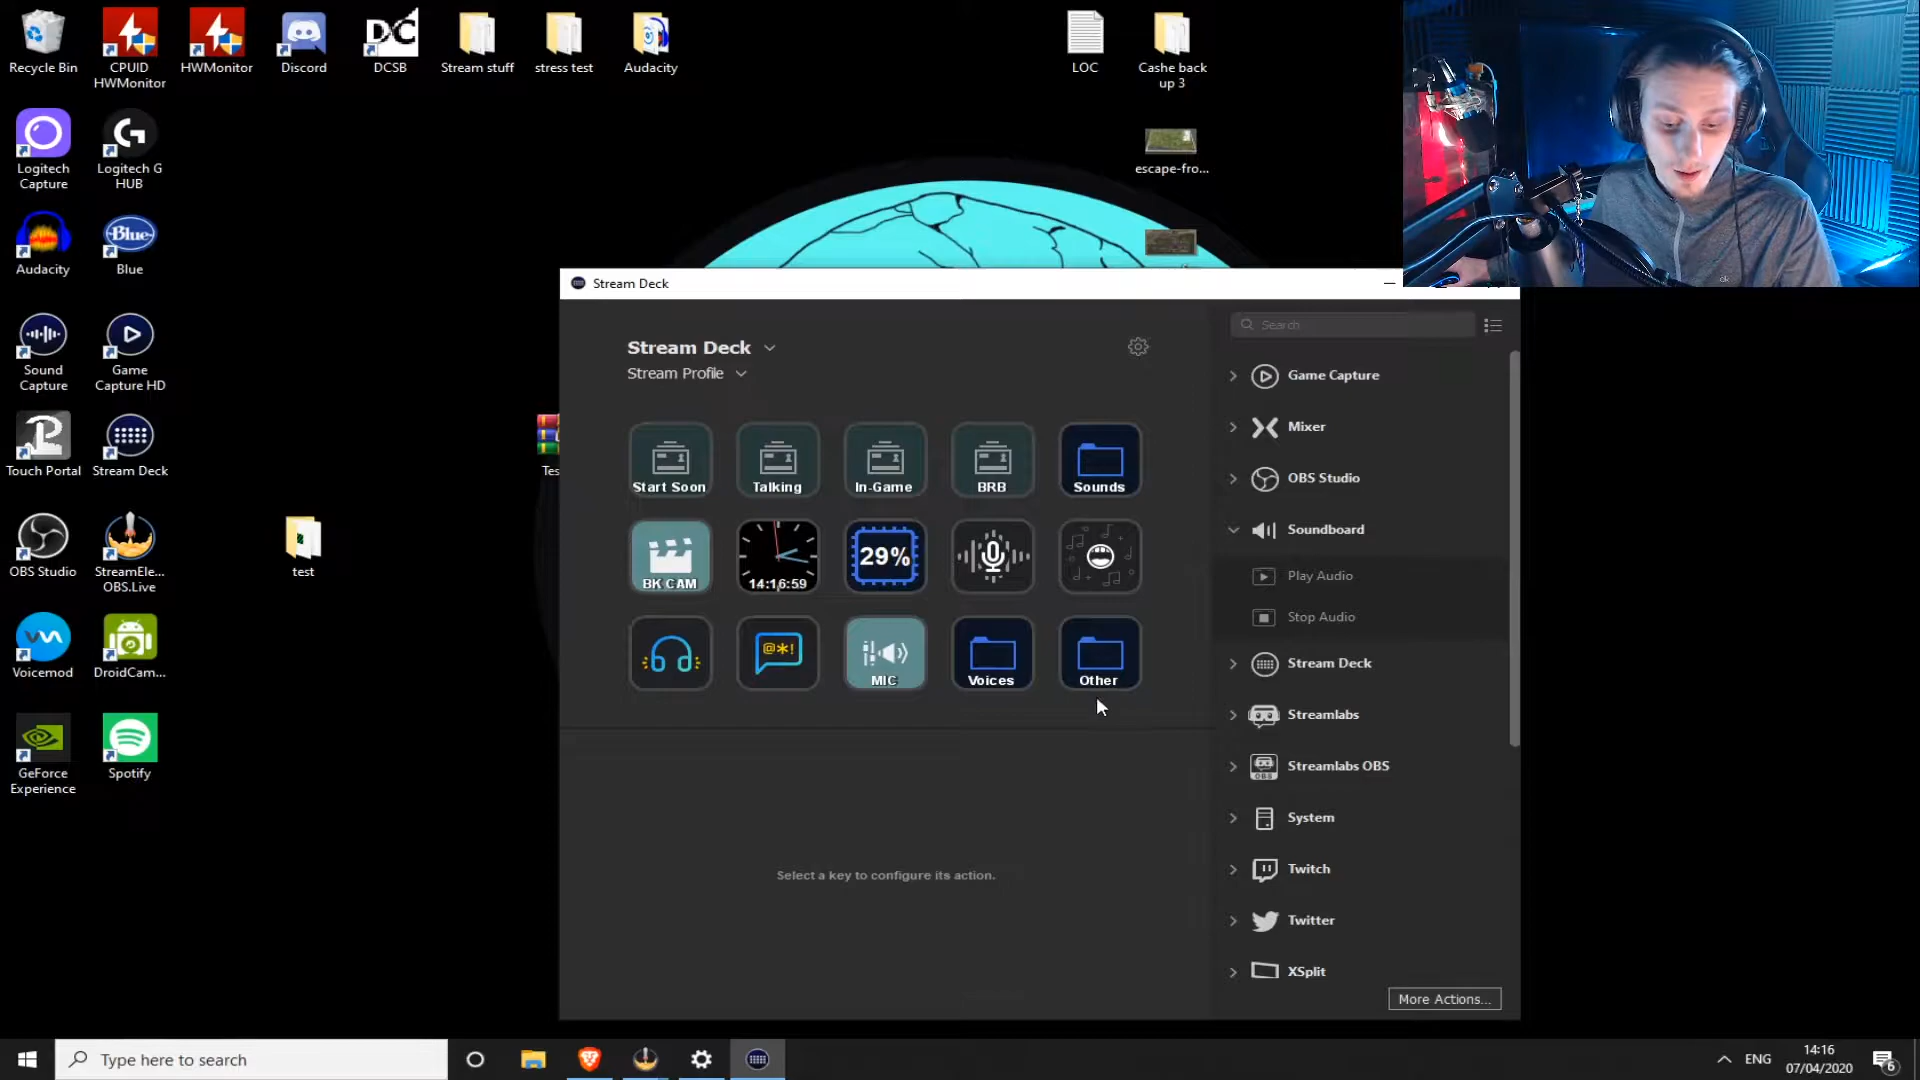 Recycle Bin
CPUID
HWMonitor
HWMonitor
Discord
DC
DCSB
Stream stuff
stress test
Audacity
LOC
Cashe back
up 3
Logitech
Capture
Logitech G
HUB
escape-fro...
Audacity
Blue
Blue
Sound
Capture
Game
Capture HD
Touch Portal
Stream Deck
Tes
OBS Studio
StreamEle...
OBS.Live
test
Voicemod
DroidCam...
GeForce
Experience
Spotify
Stream Deck
Stream Deck
Stream Profile
Start Soon
Talking
In-Game
BRB
Sounds
BK CAM
14:16:59
29%
@*!
MIC
Voices
Other
Select a key to configure its action.
Search
Game Capture
Mixer
OBS Studio
Soundboard
Play Audio
Stop Audio
Stream Deck
Streamlabs
OBS
Streamlabs OBS
System
Twitch
Twitter
XSplit
More Actions...
Type here to search
ENG
14:16
07/04/2020
6